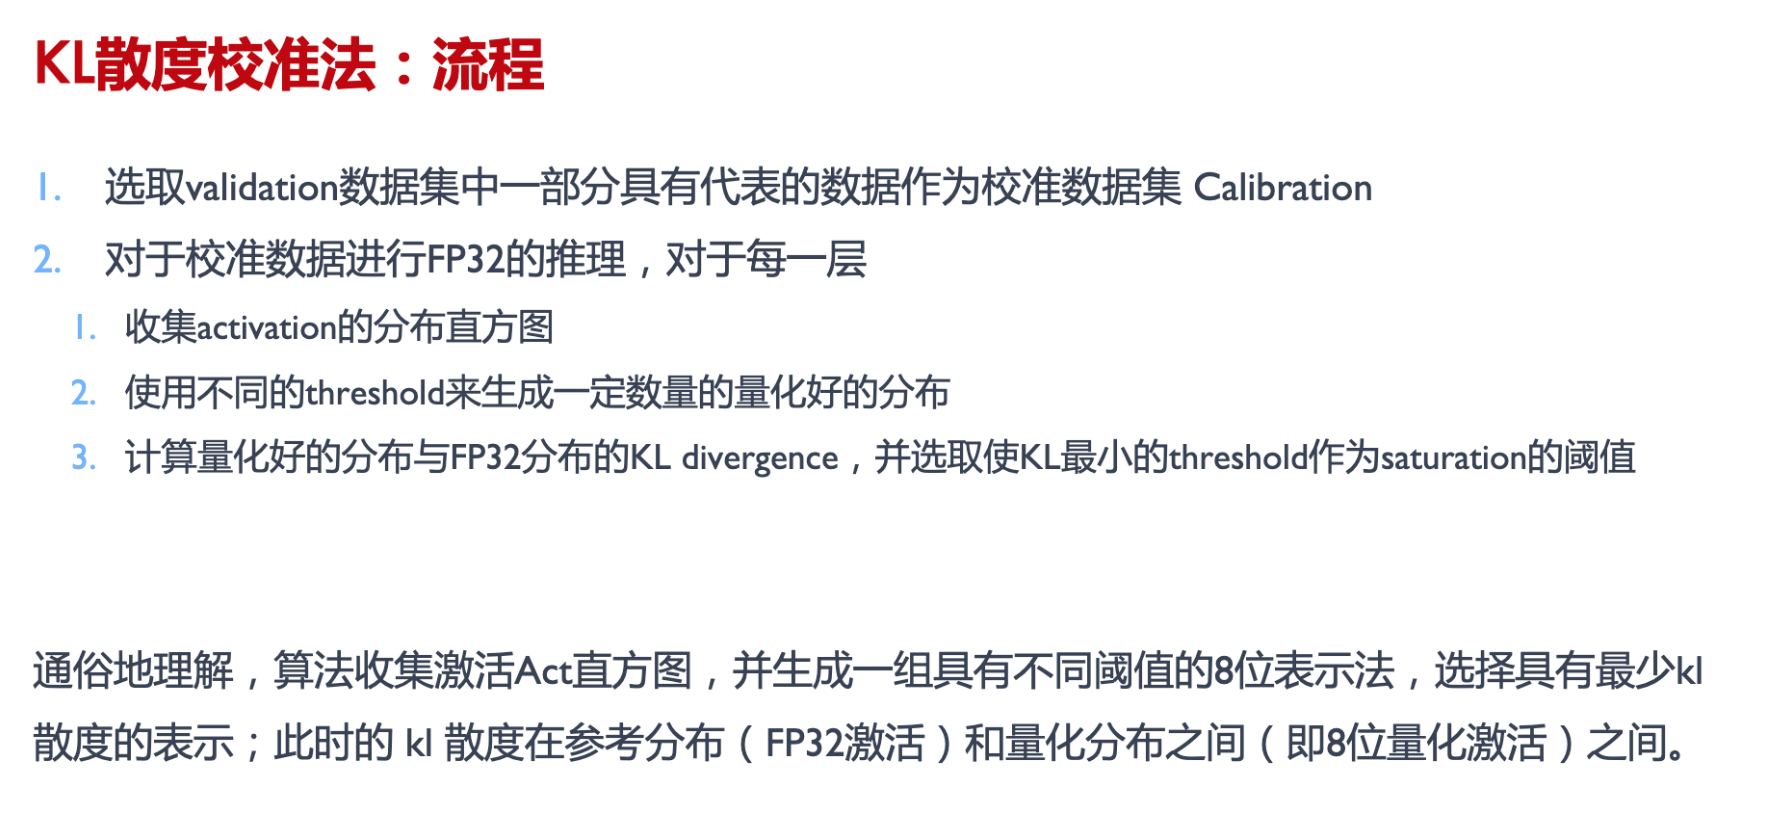 KL散度校准法：流程
1. 选取validation数据集中一部分具有代表的数据作为校准数据集 Calibration
2. 对于校准数据进行FP32的推理，对于每一层
1. 收集activation的分布直方图
2. 使用不同的threshold来生成一定数量的量化好的分布
3. 计算量化好的分布与FP32分布的KL divergence，并选取使KL最小的threshold作为saturation的阈值
通俗地理解，算法收集激活Act直方图，并生成一组具有不同阈值的8位表示法，选择具有最少kl
散度的表示；此时的 kl 散度在参考分布（FP32激活）和量化分布之间（即8位量化激活）之间。